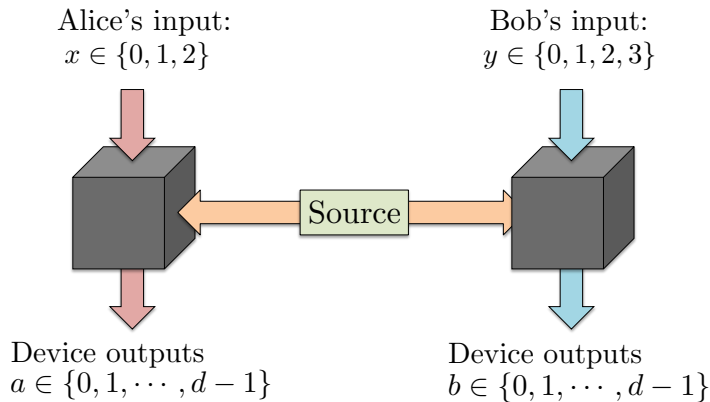 Alice's input:
x ∈ {0, 1, 2}
Bob's input:
y ∈ {0, 1, 2, 3}
Source
Device outputs
a ∈ {0, 1, ⋯ , d − 1}
Device outputs
b ∈ {0, 1, ⋯ , d − 1}